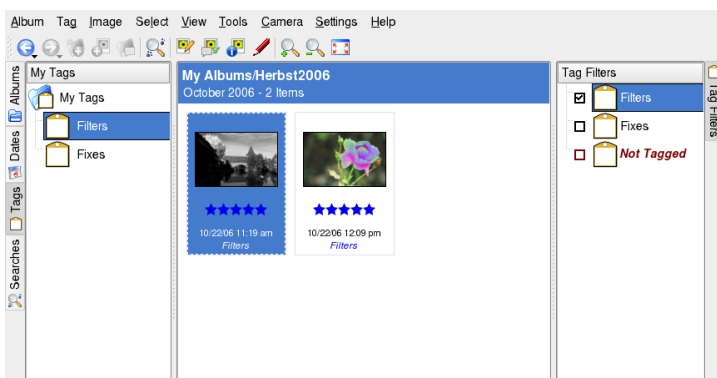 Album Tag Image Select View Tools Camera Settings Help
Albums
Dates
Tags
Searches
My Tags
My Tags
Filters
Fixes
My Albums/Herbst2006
October 2006 - 2 Items
10/22/06 11:19 am
Filters
10/22/06 12:09 pm
Filters
Tag Filters
Filters
Fixes
Not Tagged
Tag Filters